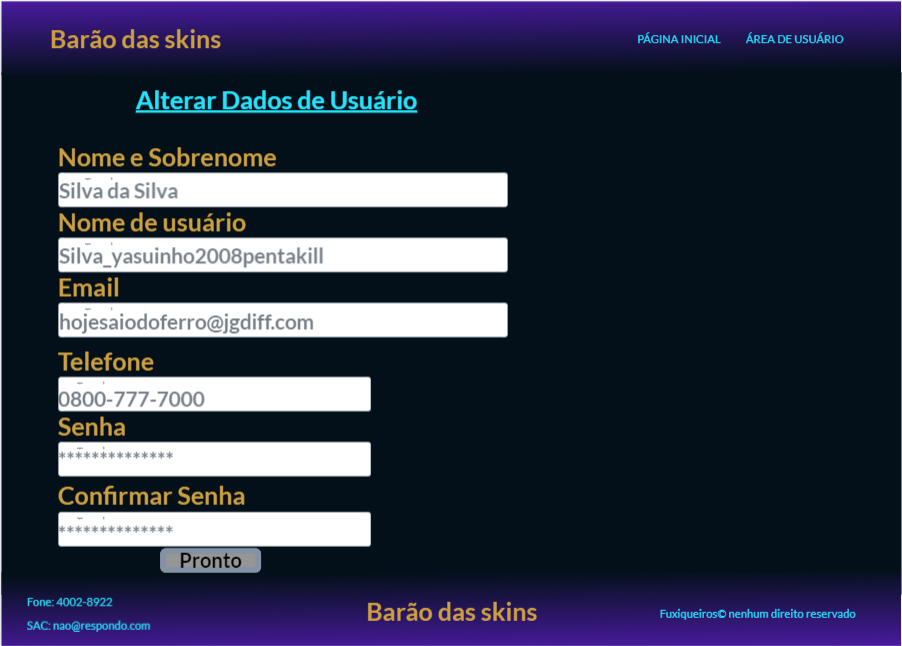 Barão das skins
PÁGINA INICIAL ÁREA DE USUÁRIO
Alterar Dados de Usuário
Nome e Sobrenome
Silva da Silva
Nome de usuário
Silva_yasuinho2008pentakill
Email
hojesaiodoferro@jgdiff.com
Telefone
0800-777-7000
Senha
**************
Confirmar Senha
**************
Pronto
Fone: 4002-8922
SAC: nao@respondo.com
Barão das skins
Fuxiqueiros© nenhum direito reservado